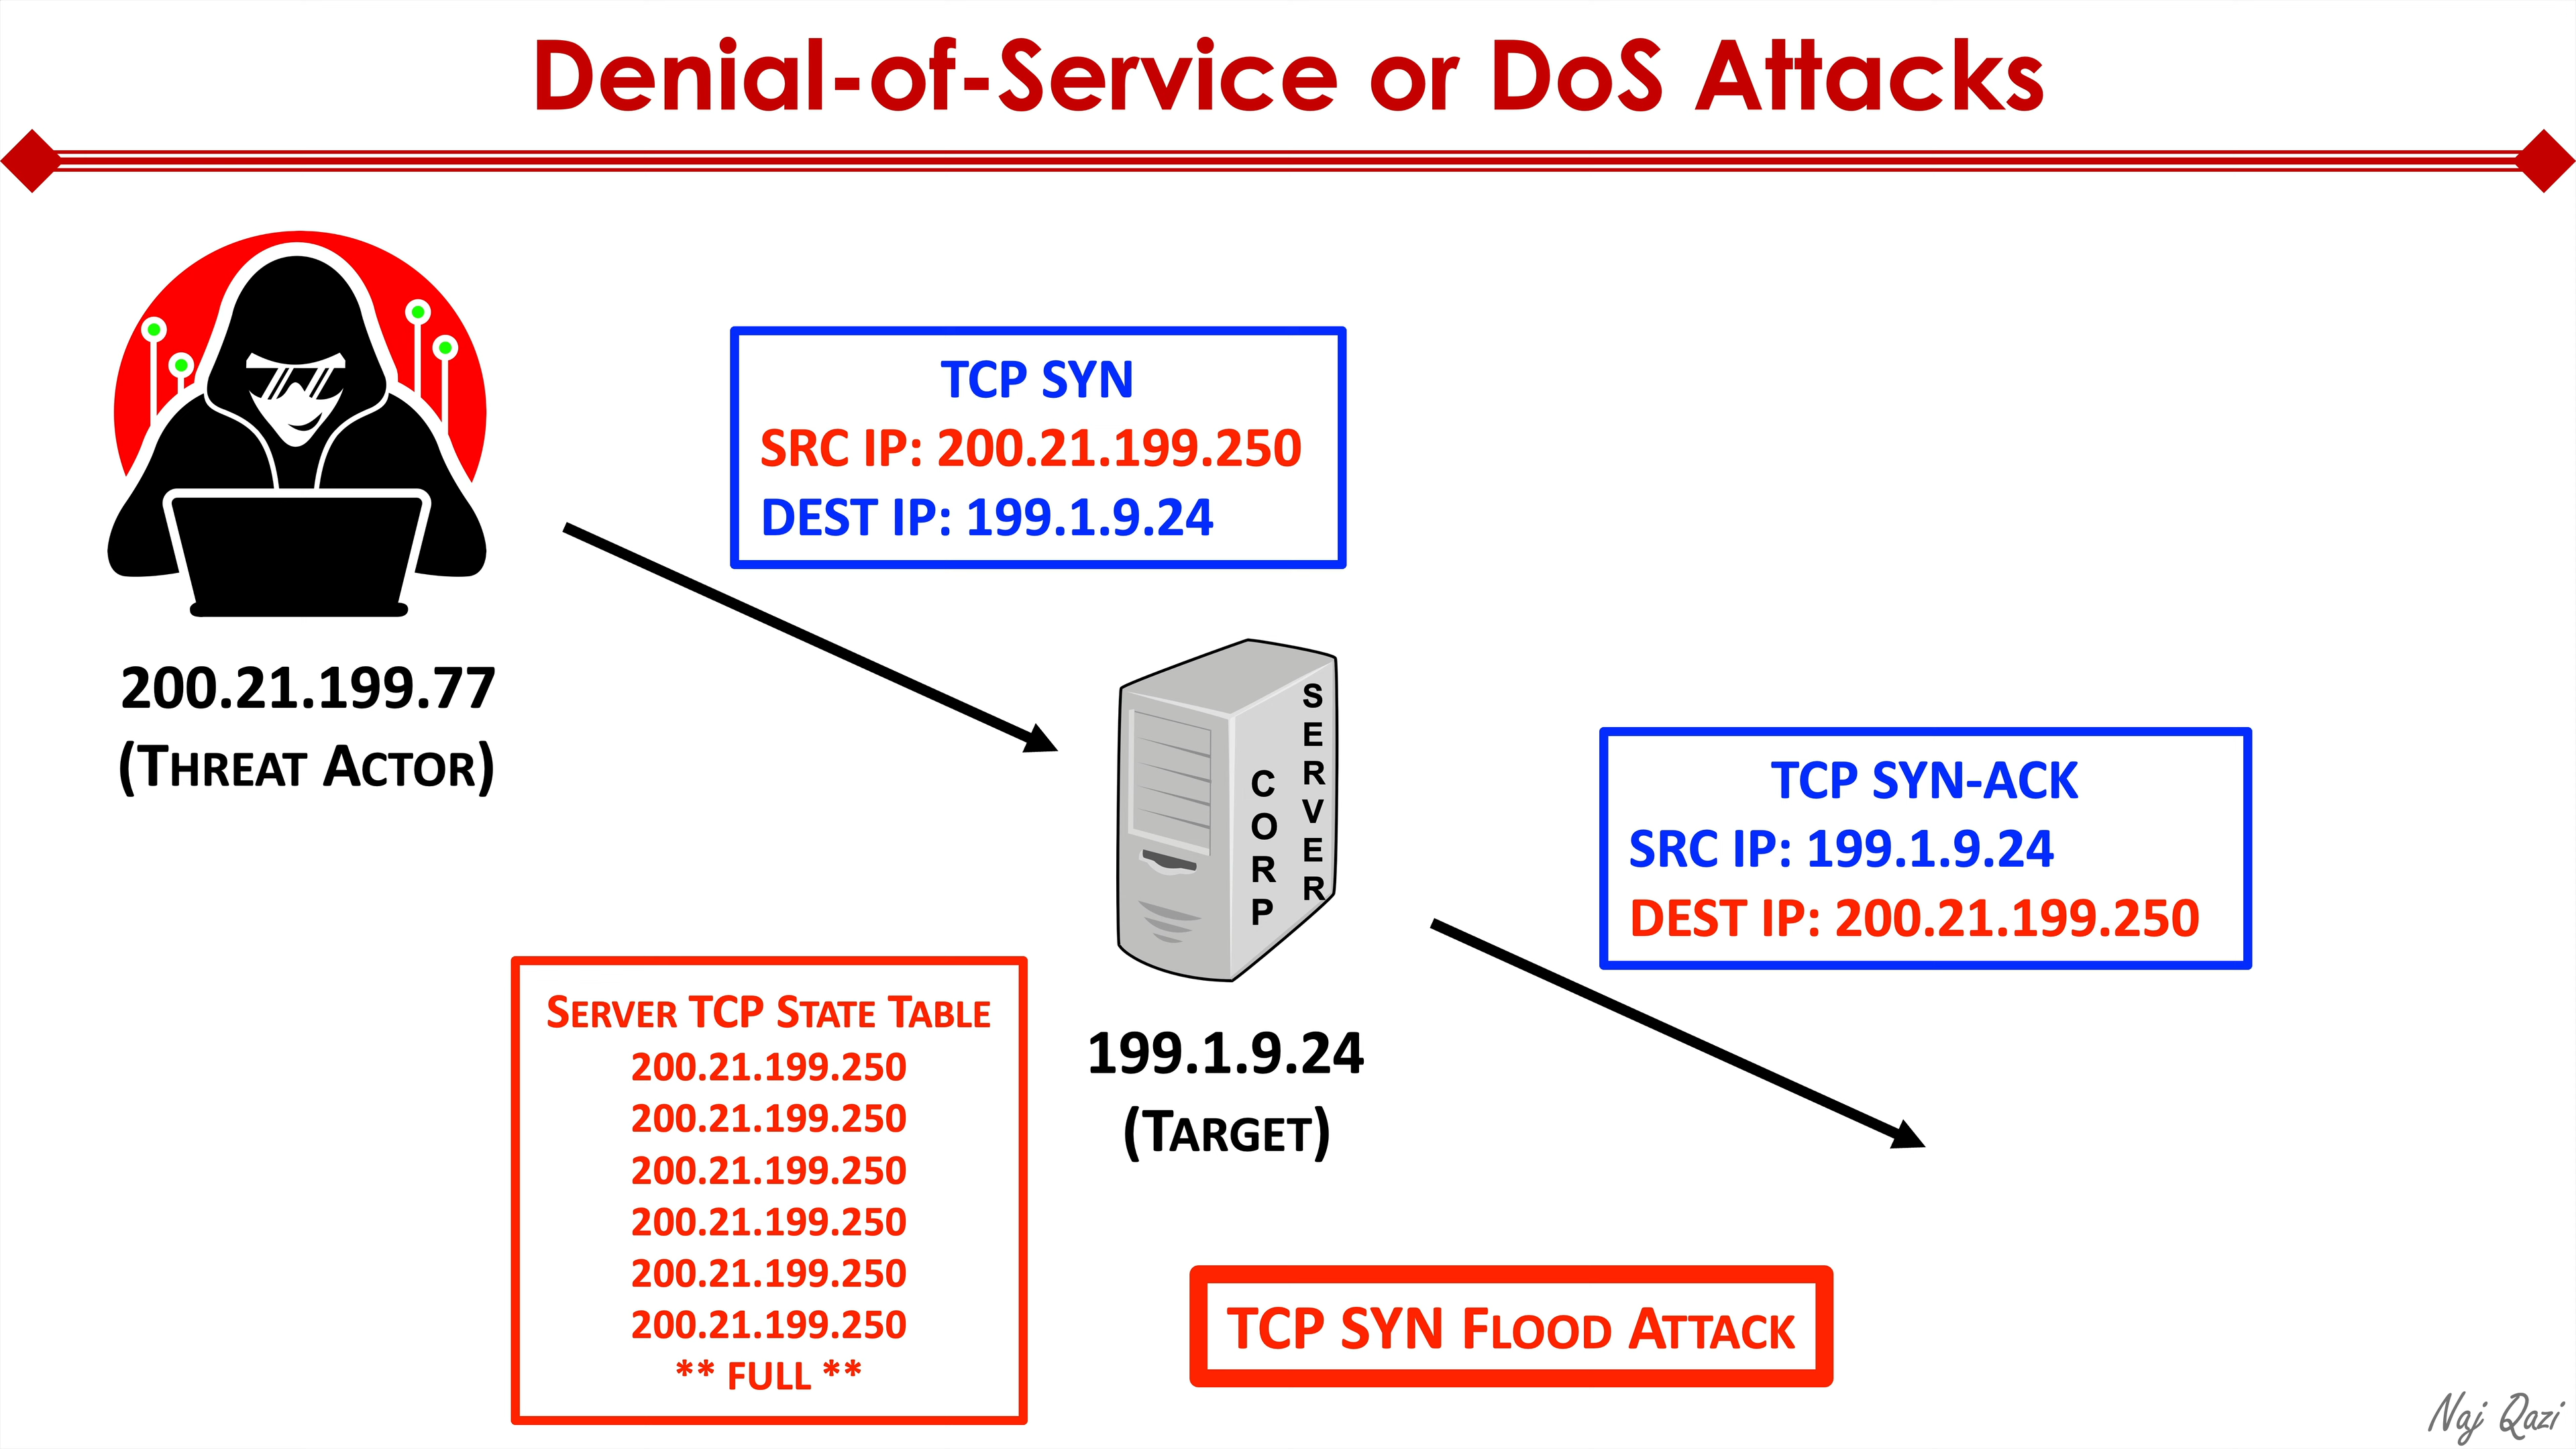 Denial-of-Service or DoS Attacks
TCP SYN
SRC IP: 200.21.199.250
DEST IP: 199.1.9.24
200.21.199.77
(THREAT ACTOR)
CORP
SERVER
TCP SYN-ACK
SRC IP: 199.1.9.24
DEST IP: 200.21.199.250
199.1.9.24
(TARGET)
SERVER TCP STATE TABLE
200.21.199.250
200.21.199.250
200.21.199.250
200.21.199.250
200.21.199.250
200.21.199.250
** FULL **
TCP SYN FLOOD ATTACK
Naj Qazi